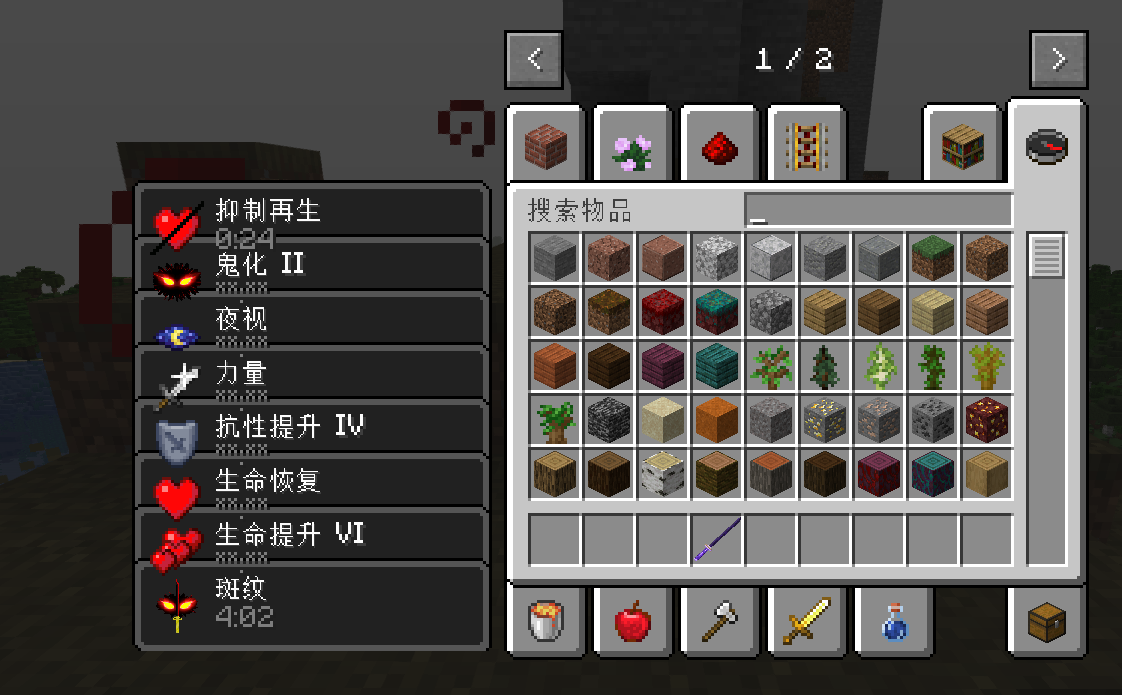 <
1 / 2
>
搜索物品
_
抑制再生
0:24
鬼化 II
**:**
夜视
**:**
力量
**:**
抗性提升 IV
**:**
生命恢复
**:**
生命提升 VI
**:**
斑纹
4:02